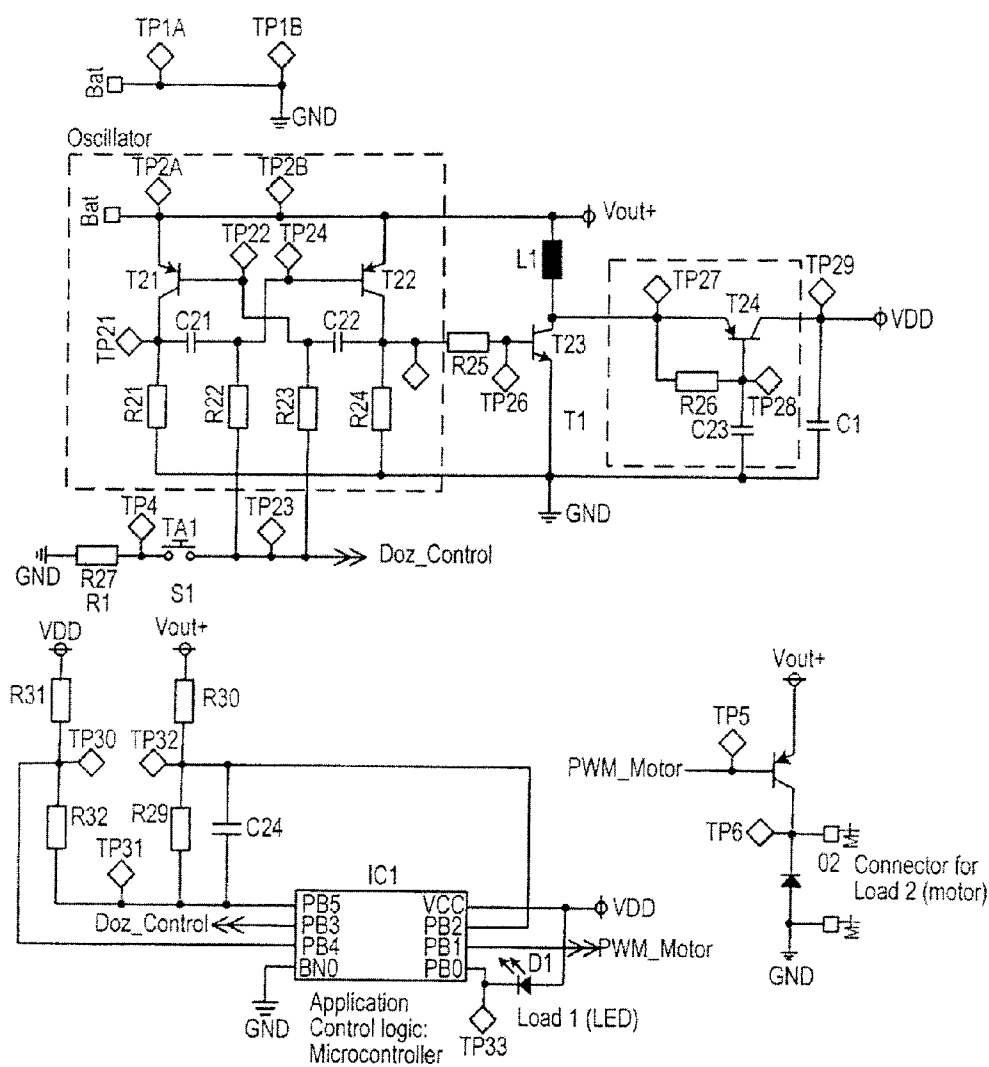 TP1A
TP1B
Bat
GND
Oscillator
TP2A
TP2B
Bat
Vout+
TP22
TP24
L1
T21
T22
TP27
T24
TP29
VDD
TP21
C21
C22
T23
R25
R21
R22
R23
R24
TP26
T1
R26
TP28
C23
C1
GND
TP4
TP23
TA1
Doz_Control
GND
R27
R1
S1
VDD
Vout+
R31
R30
Vout+
TP30
TP32
TP5
PWM_Motor
R32
R29
C24
TP6
TP31
IC1
02
Connector for
Load 2 (motor)
PB5
VCC
VDD
Doz_Control
PB3
PB2
PB4
PB1
PWM_Motor
BN0
PB0
D1
GND
GND
Application
Control logic:
Microcontroller
Load 1 (LED)
TP33